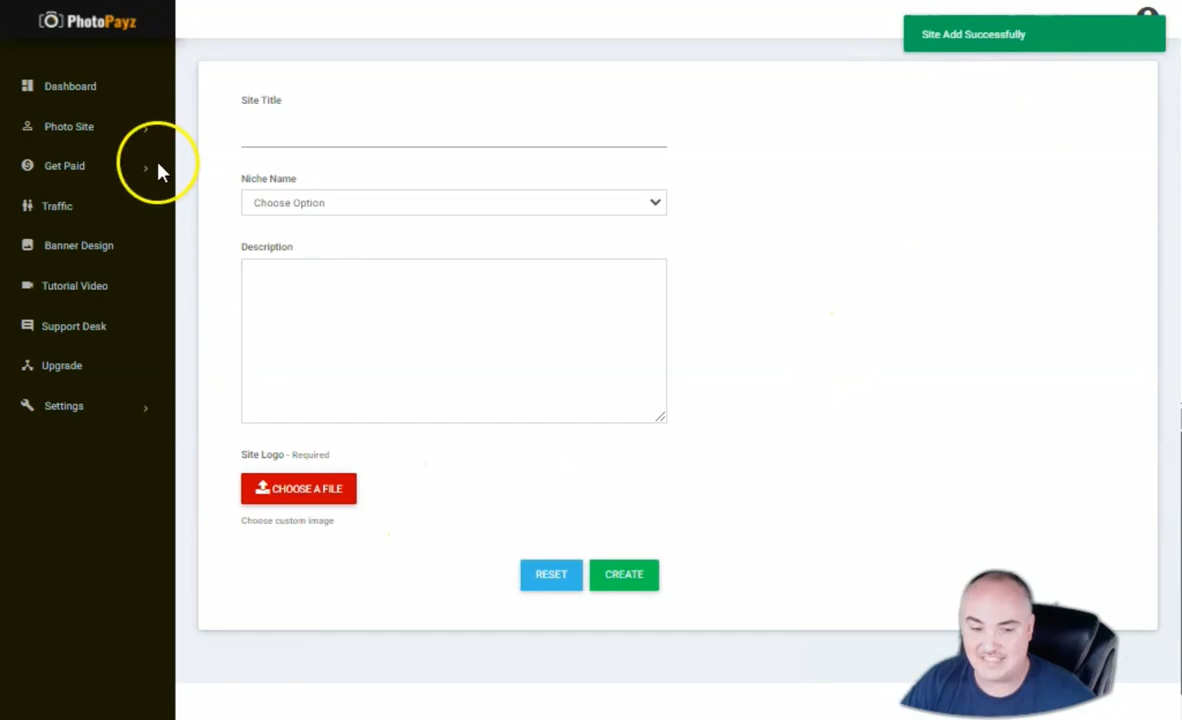 PhotoPayz
Site Add Successfully
Dashboard
Photo Site
Get Paid
Traffic
Banner Design
Tutorial Video
Support Desk
Upgrade
Settings
Site Title
Niche Name
Choose Option
Description
Site Logo - Required
CHOOSE A FILE
Choose custom image
RESET
CREATE